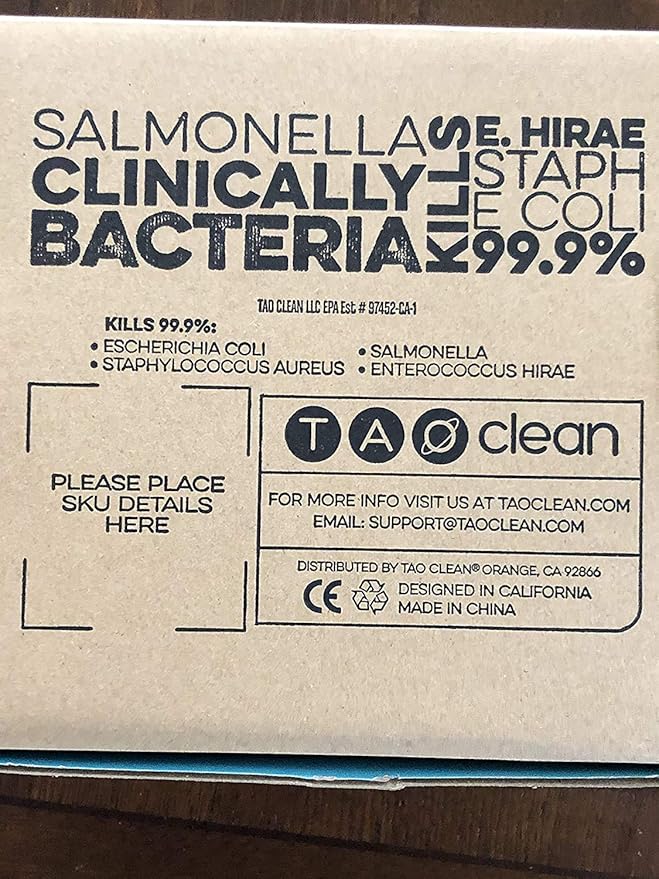 SALMONELLA
CLINICALLY
BACTERIA
KILLS
E. HIRAE
STAPH
E COLI
99.9%
TAO CLEAN LLC EPA Est # 97452-CA-1
KILLS 99.9%:
• ESCHERICHIA COLI
• STAPHYLOCOCCUS AUREUS
• SALMONELLA
• ENTEROCOCCUS HIRAE
PLEASE PLACE
SKU DETAILS
HERE
TAO clean
FOR MORE INFO VISIT US AT TAOCLEAN.COM
EMAIL: SUPPORT@TAOCLEAN.COM
DISTRIBUTED BY TAO CLEAN® ORANGE, CA 92866
CE
DESIGNED IN CALIFORNIA
MADE IN CHINA